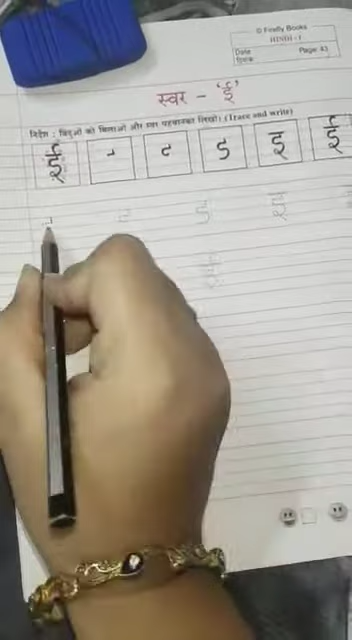 © Firefly Books
HINDI - 1
Date
Page: 43
स्वर - 'ई'
निर्देश : बिंदुओं को मिलाओ और स्वर पहचानकर लिखो। (Trace and write)
ई इ ई
इ
ई